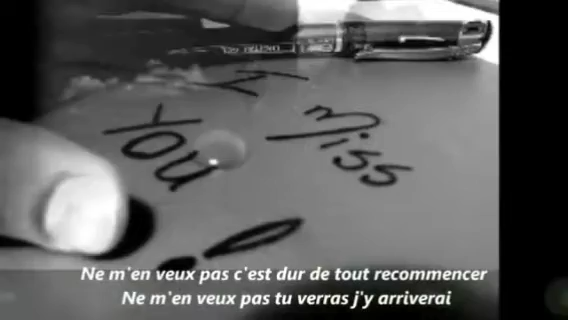 I Miss
You !
Ne m'en veux pas c'est dur de tout recommencer
Ne m'en veux pas tu verras j'y arriverai